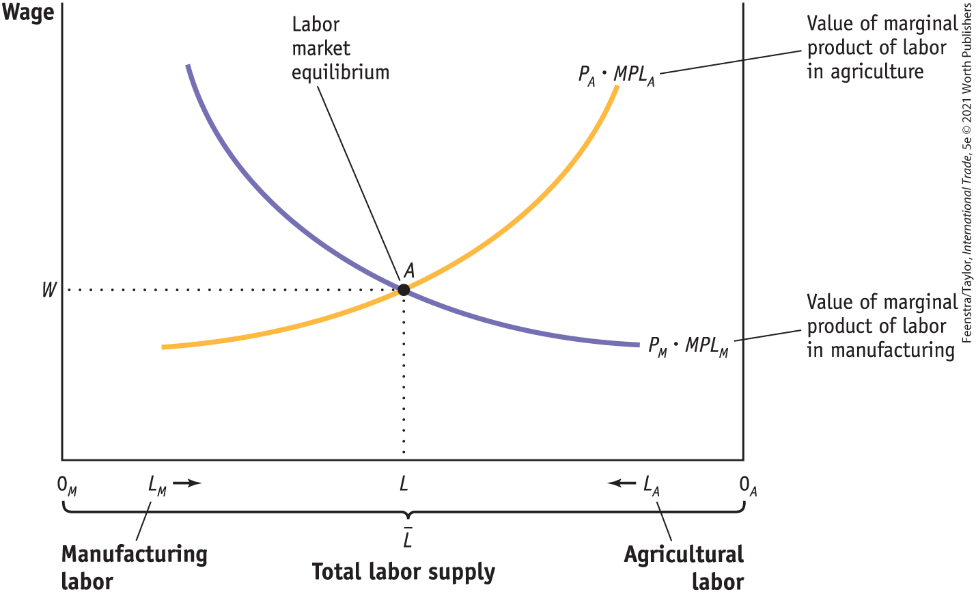 Wage
Labor
market
equilibrium
P_A • MPL_A
Value of marginal
product of labor
in agriculture
A
W
Value of marginal
product of labor
in manufacturing
P_M • MPL_M
0_M
L_M →
L
← L_A
0_A
L̅
Manufacturing
labor
Total labor supply
Agricultural
labor
Feenstra/Taylor, International Trade, 5e © 2021 Worth Publishers